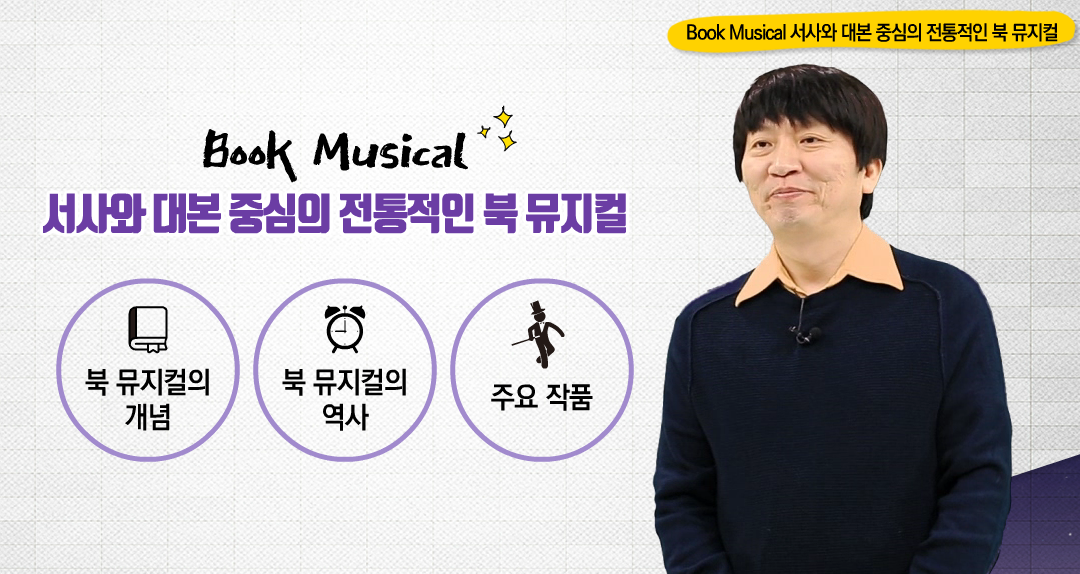 Book Musical 서사와 대본 중심의 전통적인 북 뮤지컬
Book Musical
서사와 대본 중심의 전통적인 북 뮤지컬
북 뮤지컬의
개념
북 뮤지컬의
역사
주요 작품